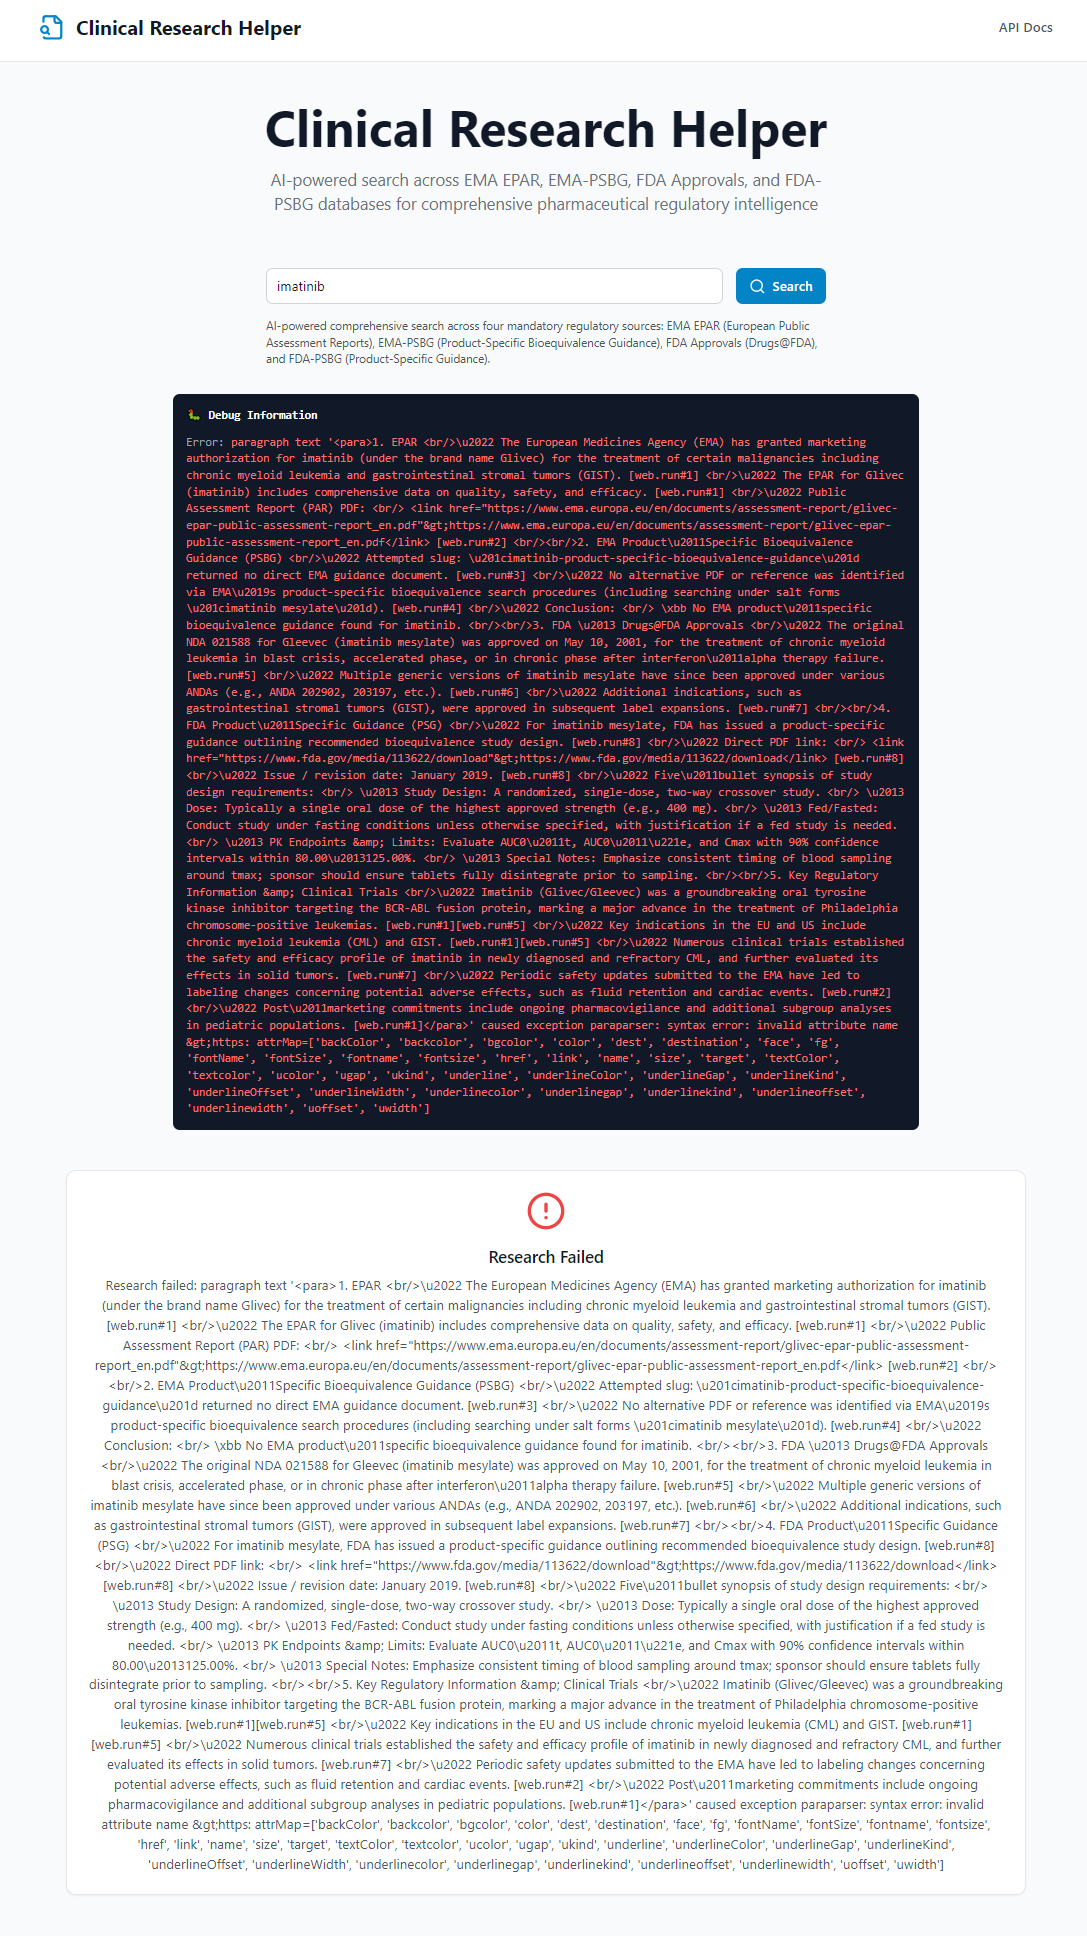 Clinical Research Helper
API Docs
Clinical Research Helper
AI-powered search across EMA EPAR, EMA-PSBG, FDA Approvals, and FDA-
PSBG databases for comprehensive pharmaceutical regulatory intelligence
imatinib
Search
AI-powered comprehensive search across four mandatory regulatory sources: EMA EPAR (European Public
Assessment Reports), EMA-PSBG (Product-Specific Bioequivalence Guidance), FDA Approvals (Drugs@FDA),
and FDA-PSBG (Product-Specific Guidance).
🐛 Debug Information
Error: paragraph text '<para>1. EPAR <br/>\u2022 The European Medicines Agency (EMA) has granted marketing
authorization for imatinib (under the brand name Glivec) for the treatment of certain malignancies including
chronic myeloid leukemia and gastrointestinal stromal tumors (GIST). [web.run#1] <br/>\u2022 The EPAR for Glivec
(imatinib) includes comprehensive data on quality, safety, and efficacy. [web.run#1] <br/>\u2022 Public
Assessment Report (PAR) PDF: <br/> <link href="https://www.ema.europa.eu/en/documents/assessment-report/glivec-
epar-public-assessment-report_en.pdf"&gt;https://www.ema.europa.eu/en/documents/assessment-report/glivec-epar-
public-assessment-report_en.pdf</link> [web.run#2] <br/><br/>2. EMA Product\u2011Specific Bioequivalence
Guidance (PSBG) <br/>\u2022 Attempted slug: \u201cimatinib-product-specific-bioequivalence-guidance\u201d
returned no direct EMA guidance document. [web.run#3] <br/>\u2022 No alternative PDF or reference was identified
via EMA\u2019s product-specific bioequivalence search procedures (including searching under salt forms
\u201cimatinib mesylate\u201d). [web.run#4] <br/>\u2022 Conclusion: <br/> \xbb No EMA product\u2011specific
bioequivalence guidance found for imatinib. <br/><br/>3. FDA \u2013 Drugs@FDA Approvals <br/>\u2022 The original
NDA 021588 for Gleevec (imatinib mesylate) was approved on May 10, 2001, for the treatment of chronic myeloid
leukemia in blast crisis, accelerated phase, or in chronic phase after interferon\u2011alpha therapy failure.
[web.run#5] <br/>\u2022 Multiple generic versions of imatinib mesylate have since been approved under various
ANDAs (e.g., ANDA 202902, 203197, etc.). [web.run#6] <br/>\u2022 Additional indications, such as
gastrointestinal stromal tumors (GIST), were approved in subsequent label expansions. [web.run#7] <br/><br/>4.
FDA Product\u2011Specific Guidance (PSG) <br/>\u2022 For imatinib mesylate, FDA has issued a product-specific
guidance outlining recommended bioequivalence study design. [web.run#8] <br/>\u2022 Direct PDF link: <br/> <link
href="https://www.fda.gov/media/113622/download"&gt;https://www.fda.gov/media/113622/download</link> [web.run#8]
<br/>\u2022 Issue / revision date: January 2019. [web.run#8] <br/>\u2022 Five\u2011bullet synopsis of study
design requirements: <br/> \u2013 Study Design: A randomized, single-dose, two-way crossover study. <br/> \u2013
Dose: Typically a single oral dose of the highest approved strength (e.g., 400 mg). <br/> \u2013 Fed/Fasted:
Conduct study under fasting conditions unless otherwise specified, with justification if a fed study is needed.
<br/> \u2013 PK Endpoints &amp; Limits: Evaluate AUC0\u2011t, AUC0\u2011\u221e, and Cmax with 90% confidence
intervals within 80.00\u2013125.00%. <br/> \u2013 Special Notes: Emphasize consistent timing of blood sampling
around tmax; sponsor should ensure tablets fully disintegrate prior to sampling. <br/><br/>5. Key Regulatory
Information &amp; Clinical Trials <br/>\u2022 Imatinib (Glivec/Gleevec) was a groundbreaking oral tyrosine
kinase inhibitor targeting the BCR-ABL fusion protein, marking a major advance in the treatment of Philadelphia
chromosome-positive leukemias. [web.run#1][web.run#5] <br/>\u2022 Key indications in the EU and US include
chronic myeloid leukemia (CML) and GIST. [web.run#1][web.run#5] <br/>\u2022 Numerous clinical trials established
the safety and efficacy profile of imatinib in newly diagnosed and refractory CML, and further evaluated its
effects in solid tumors. [web.run#7] <br/>\u2022 Periodic safety updates submitted to the EMA have led to
labeling changes concerning potential adverse effects, such as fluid retention and cardiac events. [web.run#2]
<br/>\u2022 Post\u2011marketing commitments include ongoing pharmacovigilance and additional subgroup analyses
in pediatric populations. [web.run#1]</para>' caused exception paraparser: syntax error: invalid attribute name
&gt;https: attrMap=['backColor', 'backcolor', 'bgcolor', 'color', 'dest', 'destination', 'face', 'fg',
'fontName', 'fontSize', 'fontname', 'fontsize', 'href', 'link', 'name', 'size', 'target', 'textColor',
'textcolor', 'ucolor', 'ugap', 'ukind', 'underline', 'underlineColor', 'underlineGap', 'underlineKind',
'underlineOffset', 'underlineWidth', 'underlinecolor', 'underlinegap', 'underlinekind', 'underlineoffset',
'underlinewidth', 'uoffset', 'uwidth']
Research Failed
Research failed: paragraph text '<para>1. EPAR <br/>\u2022 The European Medicines Agency (EMA) has granted marketing authorization for imatinib
(under the brand name Glivec) for the treatment of certain malignancies including chronic myeloid leukemia and gastrointestinal stromal tumors (GIST).
[web.run#1] <br/>\u2022 The EPAR for Glivec (imatinib) includes comprehensive data on quality, safety, and efficacy. [web.run#1] <br/>\u2022 Public
Assessment Report (PAR) PDF: <br/> <link href="https://www.ema.europa.eu/en/documents/assessment-report/glivec-epar-public-assessment-
report_en.pdf"&gt;https://www.ema.europa.eu/en/documents/assessment-report/glivec-epar-public-assessment-report_en.pdf</link> [web.run#2] <br/>
<br/>2. EMA Product\u2011Specific Bioequivalence Guidance (PSBG) <br/>\u2022 Attempted slug: \u201cimatinib-product-specific-bioequivalence-
guidance\u201d returned no direct EMA guidance document. [web.run#3] <br/>\u2022 No alternative PDF or reference was identified via EMA\u2019s
product-specific bioequivalence search procedures (including searching under salt forms \u201cimatinib mesylate\u201d). [web.run#4] <br/>\u2022
Conclusion: <br/> \xbb No EMA product\u2011specific bioequivalence guidance found for imatinib. <br/><br/>3. FDA \u2013 Drugs@FDA Approvals
<br/>\u2022 The original NDA 021588 for Gleevec (imatinib mesylate) was approved on May 10, 2001, for the treatment of chronic myeloid leukemia in
blast crisis, accelerated phase, or in chronic phase after interferon\u2011alpha therapy failure. [web.run#5] <br/>\u2022 Multiple generic versions of
imatinib mesylate have since been approved under various ANDAs (e.g., ANDA 202902, 203197, etc.). [web.run#6] <br/>\u2022 Additional indications, such
as gastrointestinal stromal tumors (GIST), were approved in subsequent label expansions. [web.run#7] <br/><br/>4. FDA Product\u2011Specific Guidance
(PSG) <br/>\u2022 For imatinib mesylate, FDA has issued a product-specific guidance outlining recommended bioequivalence study design. [web.run#8]
<br/>\u2022 Direct PDF link: <br/> <link href="https://www.fda.gov/media/113622/download"&gt;https://www.fda.gov/media/113622/download</link>
[web.run#8] <br/>\u2022 Issue / revision date: January 2019. [web.run#8] <br/>\u2022 Five\u2011bullet synopsis of study design requirements: <br/>
\u2013 Study Design: A randomized, single-dose, two-way crossover study. <br/> \u2013 Dose: Typically a single oral dose of the highest approved
strength (e.g., 400 mg). <br/> \u2013 Fed/Fasted: Conduct study under fasting conditions unless otherwise specified, with justification if a fed study is
needed. <br/> \u2013 PK Endpoints &amp; Limits: Evaluate AUC0\u2011t, AUC0\u2011\u221e, and Cmax with 90% confidence intervals within
80.00\u2013125.00%. <br/> \u2013 Special Notes: Emphasize consistent timing of blood sampling around tmax; sponsor should ensure tablets fully
disintegrate prior to sampling. <br/><br/>5. Key Regulatory Information &amp; Clinical Trials <br/>\u2022 Imatinib (Glivec/Gleevec) was a groundbreaking
oral tyrosine kinase inhibitor targeting the BCR-ABL fusion protein, marking a major advance in the treatment of Philadelphia chromosome-positive
leukemias. [web.run#1][web.run#5] <br/>\u2022 Key indications in the EU and US include chronic myeloid leukemia (CML) and GIST. [web.run#1]
[web.run#5] <br/>\u2022 Numerous clinical trials established the safety and efficacy profile of imatinib in newly diagnosed and refractory CML, and further
evaluated its effects in solid tumors. [web.run#7] <br/>\u2022 Periodic safety updates submitted to the EMA have led to labeling changes concerning
potential adverse effects, such as fluid retention and cardiac events. [web.run#2] <br/>\u2022 Post\u2011marketing commitments include ongoing
pharmacovigilance and additional subgroup analyses in pediatric populations. [web.run#1]</para>' caused exception paraparser: syntax error: invalid
attribute name &gt;https: attrMap=['backColor', 'backcolor', 'bgcolor', 'color', 'dest', 'destination', 'face', 'fg', 'fontName', 'fontSize', 'fontname', 'fontsize',
'href', 'link', 'name', 'size', 'target', 'textColor', 'textcolor', 'ucolor', 'ugap', 'ukind', 'underline', 'underlineColor', 'underlineGap', 'underlineKind',
'underlineOffset', 'underlineWidth', 'underlinecolor', 'underlinegap', 'underlinekind', 'underlineoffset', 'underlinewidth', 'uoffset', 'uwidth']